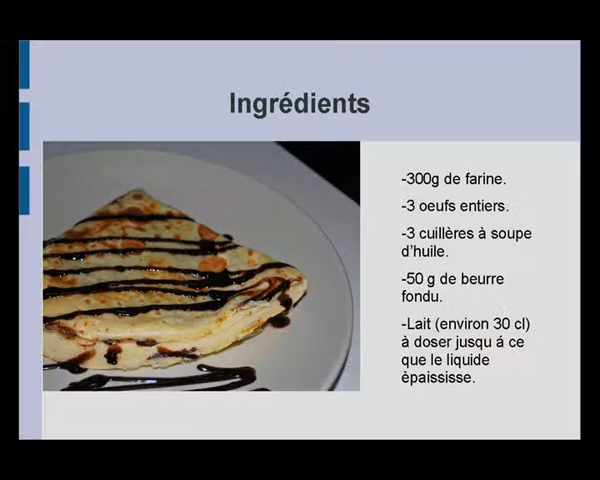 Ingrédients
-300g de farine.
-3 oeufs entiers.
-3 cuillères à soupe
d'huile.
-50 g de beurre
fondu.
-Lait (environ 30 cl)
à doser jusqu á ce
que le liquide
èpaississe.